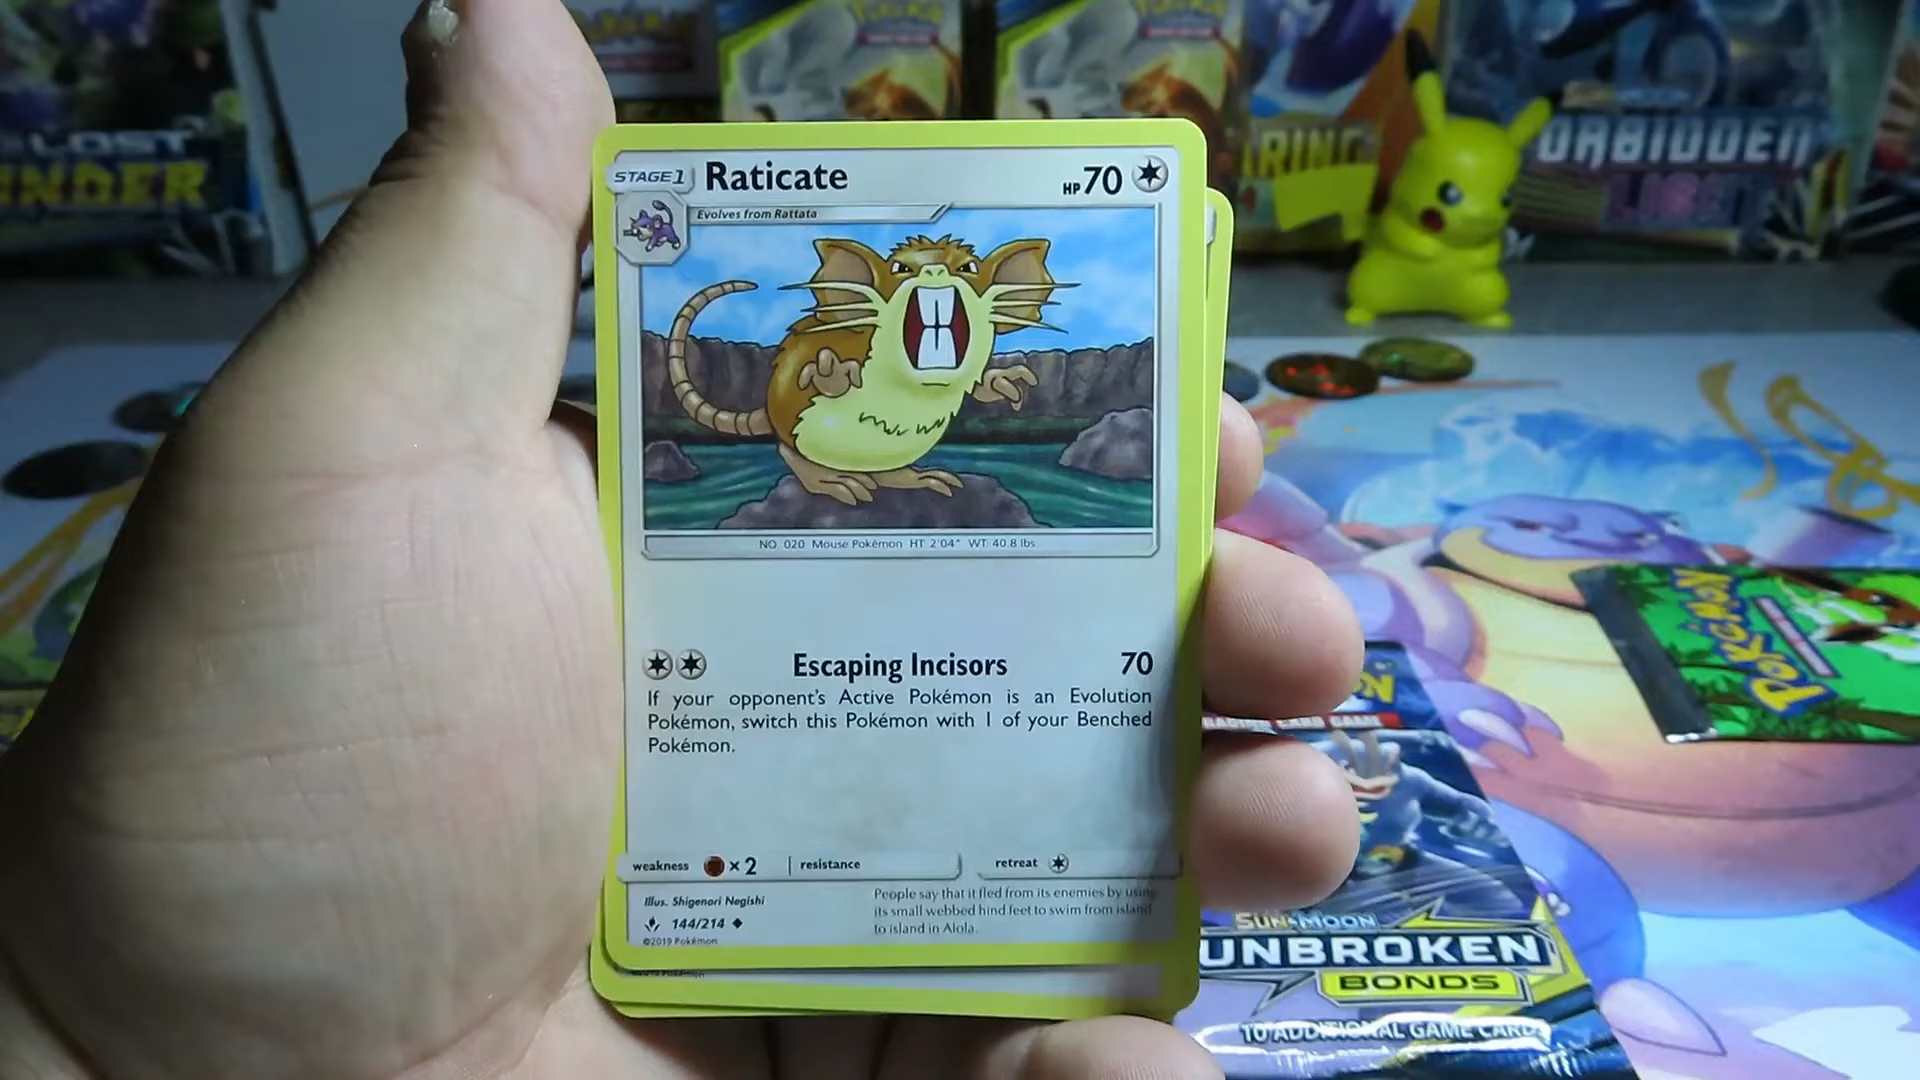 LOST
Pokémon
Pokémon
FORBIDDEN
LIGHT
STAGE 1 Raticate HP 70
Evolves from Rattata
NO. 020 Mouse Pokémon HT: 2'04" WT: 40.8 lbs
Escaping Incisors 70
If your opponent's Active Pokémon is an Evolution
Pokémon, switch this Pokémon with 1 of your Benched
Pokémon.
weakness ×2 resistance retreat
Illus. Shigenori Negishi
144/214
©2019 Pokémon
People say that it fled from its enemies by using
its small webbed hind feet to swim from island
to island in Alola.
POKéMON
SUN & MOON
UNBROKEN
BONDS
10 ADDITIONAL GAME CARDS